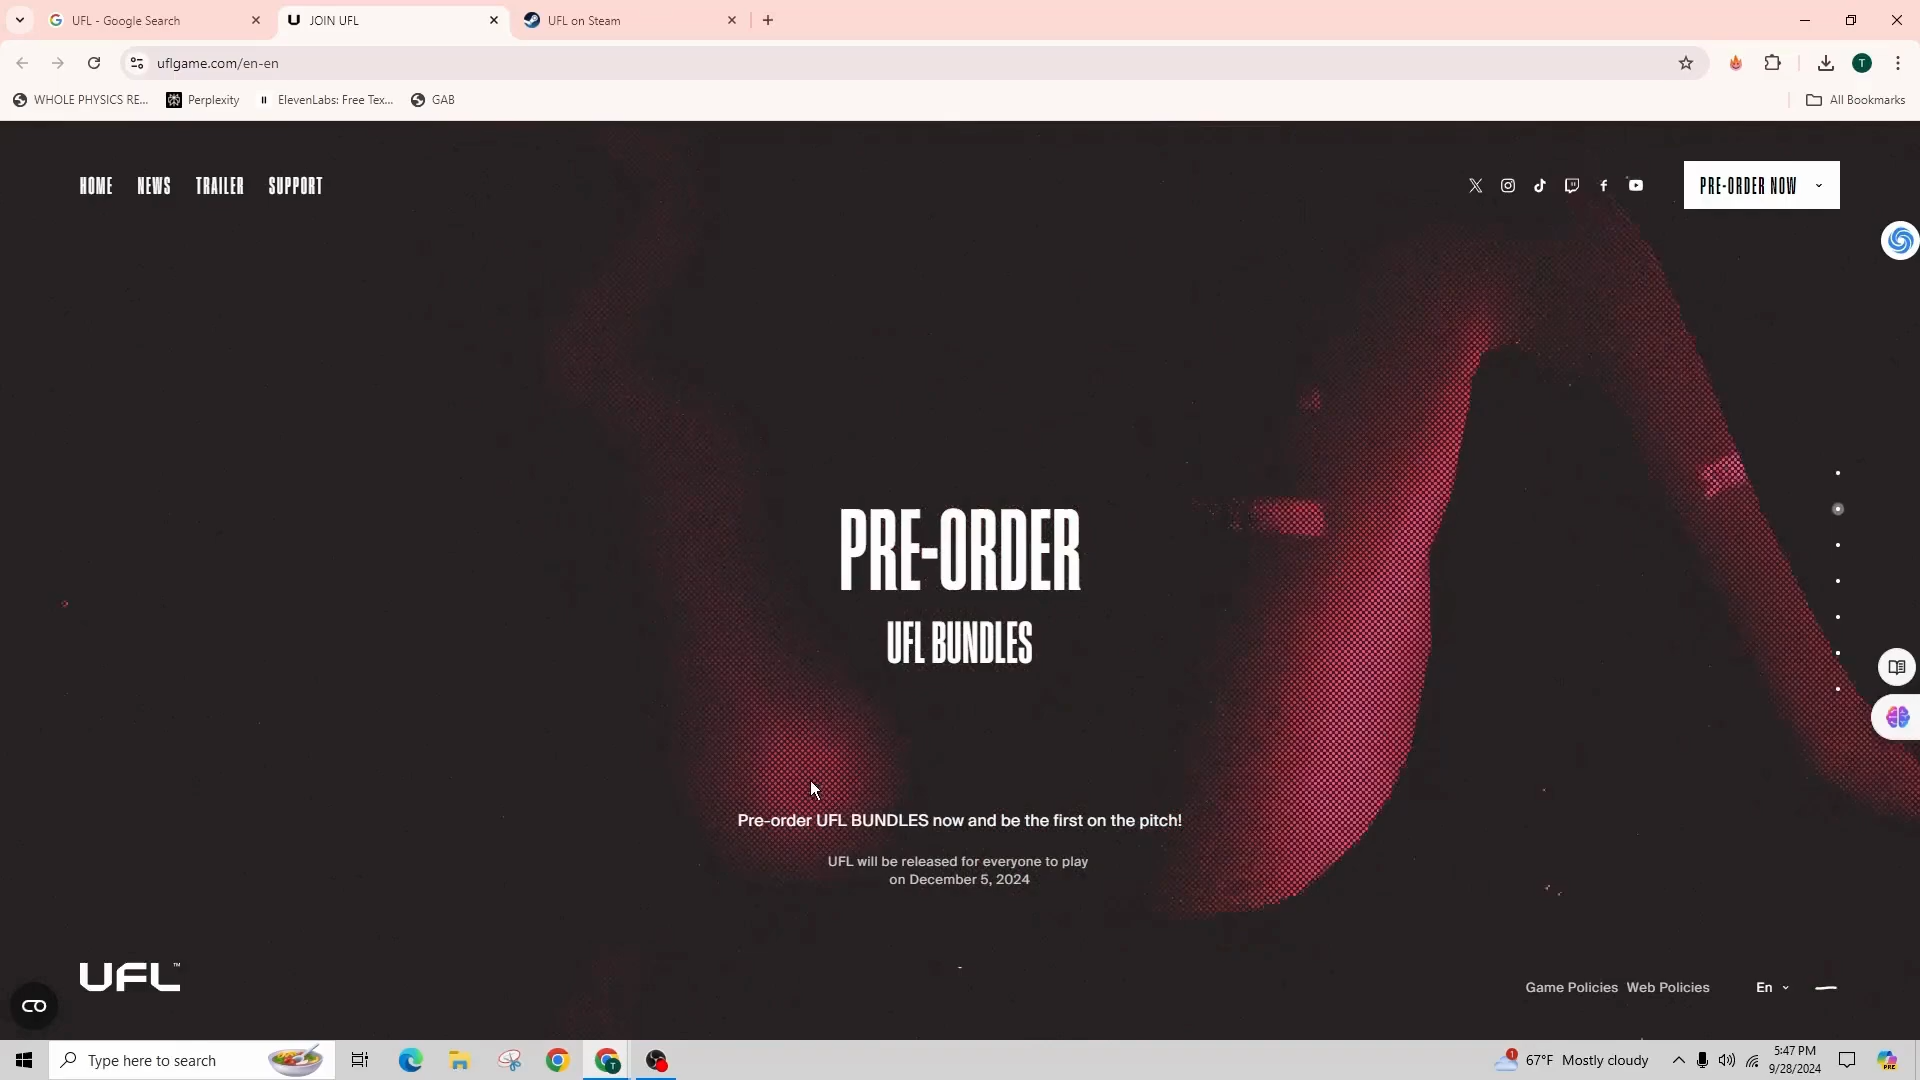 UFL - Google Search
JOIN UFL
UFL on Steam
uflgame.com/en-en
T
WHOLE PHYSICS RE...
Perplexity
ElevenLabs: Free Tex...
GAB
All Bookmarks
HOME
NEWS
TRAILER
SUPPORT
PRE-ORDER NOW
PRE-ORDER
UFL BUNDLES
Pre-order UFL BUNDLES now and be the first on the pitch!
UFL will be released for everyone to play
on December 5, 2024
UFL™
Game Policies
Web Policies
En
Type here to search
67°F Mostly cloudy
5:47 PM
9/28/2024